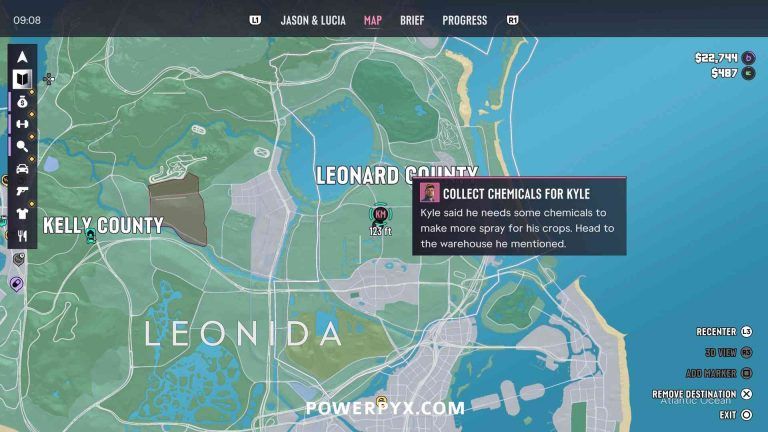 09:08
L1 JASON & LUCIA MAP BRIEF PROGRESS R1
$22,744
$487
LEONARD COUNTY
COLLECT CHEMICALS FOR KYLE
Kyle said he needs some chemicals to
make more spray for his crops. Head to
the warehouse he mentioned.
KM
123 ft
KELLY COUNTY
LEONIDA
RECENTER L3
3D VIEW R3
ADD MARKER
REMOVE DESTINATION
Atlantic Ocean
EXIT
POWERPYX.COM